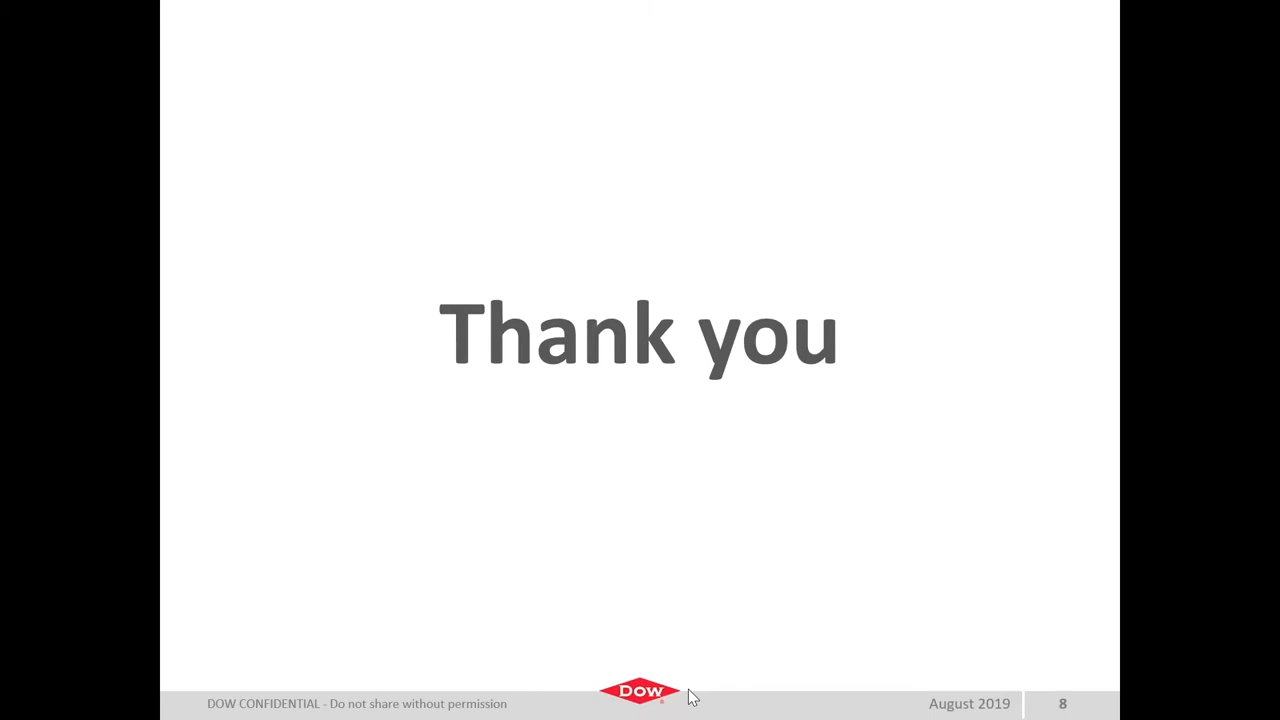 Thank you
DOW CONFIDENTIAL - Do not share without permission
Dow
August 2019
8